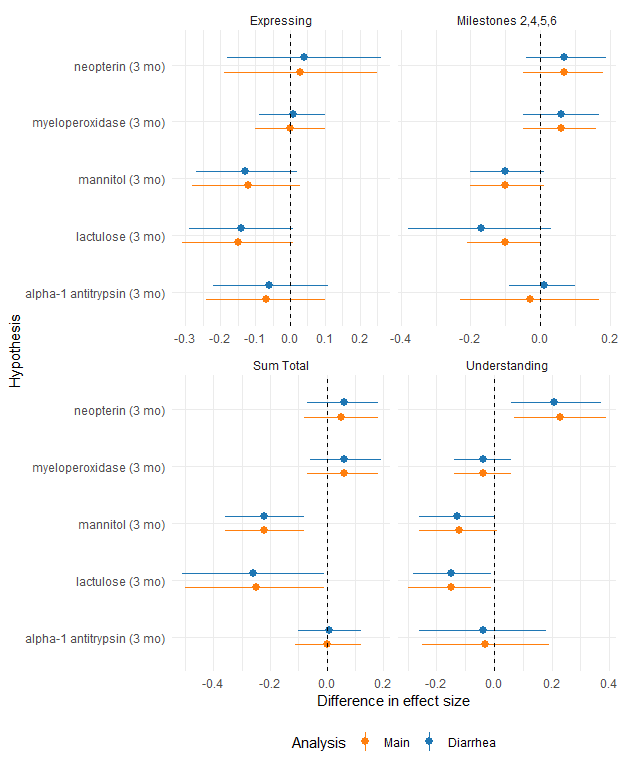 Expressing
Milestones 2,4,5,6
neopterin (3 mo)
myeloperoxidase (3 mo)
mannitol (3 mo)
lactulose (3 mo)
alpha-1 antitrypsin (3 mo)
-0.3 -0.2 -0.1 0.0 0.1 0.2
-0.4 -0.2 0.0 0.2
Hypothesis
Sum Total
Understanding
neopterin (3 mo)
myeloperoxidase (3 mo)
mannitol (3 mo)
lactulose (3 mo)
alpha-1 antitrypsin (3 mo)
-0.4 -0.2 0.0 0.2
-0.2 0.0 0.2 0.4
Difference in effect size
Analysis Main Diarrhea